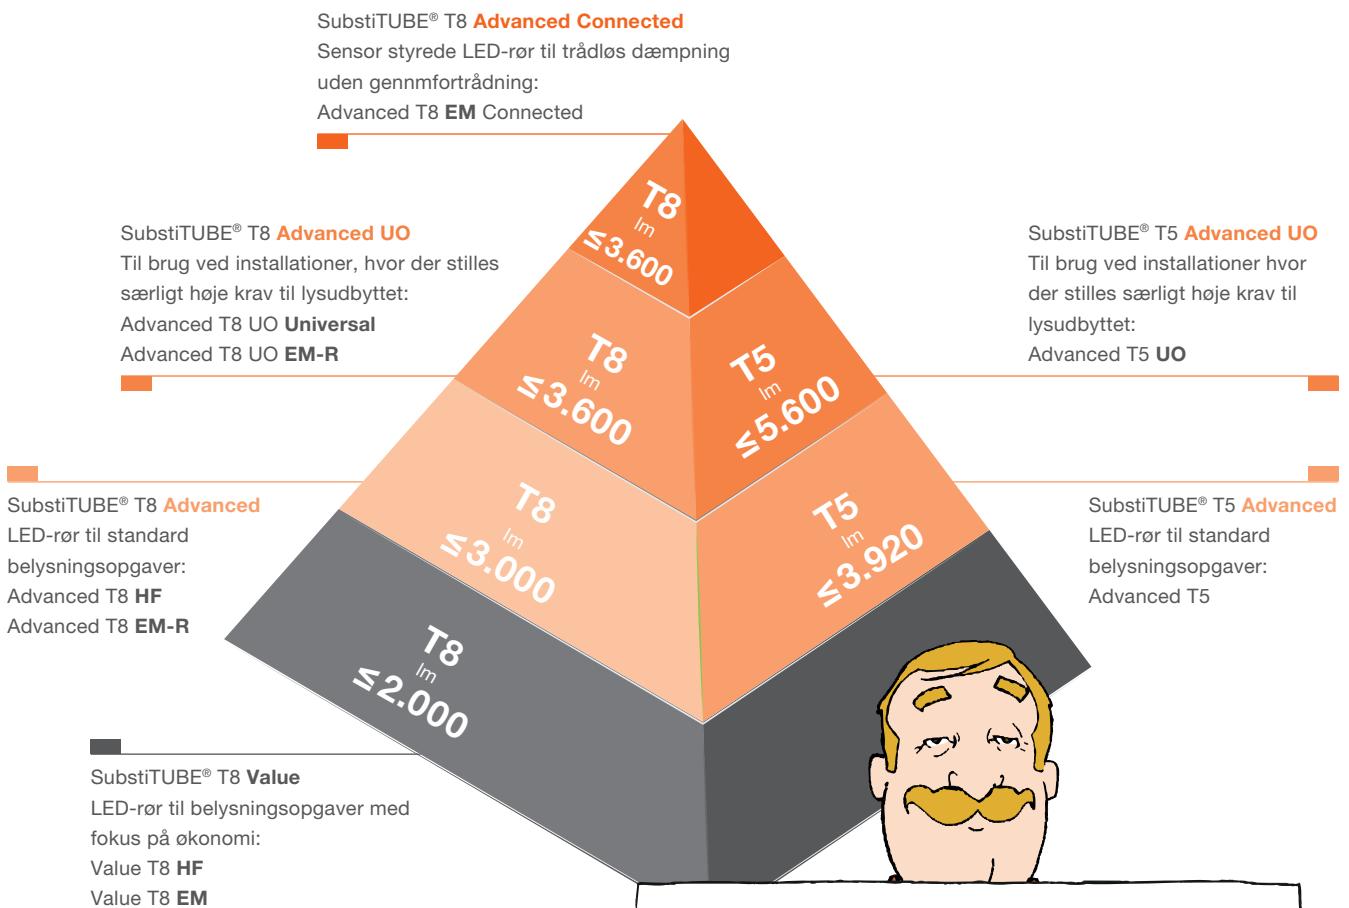 SubstiTUBE® T8 Advanced Connected
Sensor styrede LED-rør til trådløs dæmpning
uden gennmfortrådning:
Advanced T8 EM Connected
SubstiTUBE® T8 Advanced UO
Til brug ved installationer, hvor der stilles
særligt høje krav til lysudbyttet:
Advanced T8 UO Universal
Advanced T8 UO EM-R
SubstiTUBE® T5 Advanced UO
Til brug ved installationer hvor
der stilles særligt høje krav til
lysudbyttet:
Advanced T5 UO
T8
lm
≤3.600
T8
lm
≤3.600
T5
lm
≤5.600
SubstiTUBE® T8 Advanced
LED-rør til standard
belysningsopgaver:
Advanced T8 HF
Advanced T8 EM-R
T8
lm
≤3.000
T5
lm
≤3.920
SubstiTUBE® T5 Advanced
LED-rør til standard
belysningsopgaver:
Advanced T5
T8
lm
≤2.000
SubstiTUBE® T8 Value
LED-rør til belysningsopgaver med
fokus på økonomi:
Value T8 HF
Value T8 EM